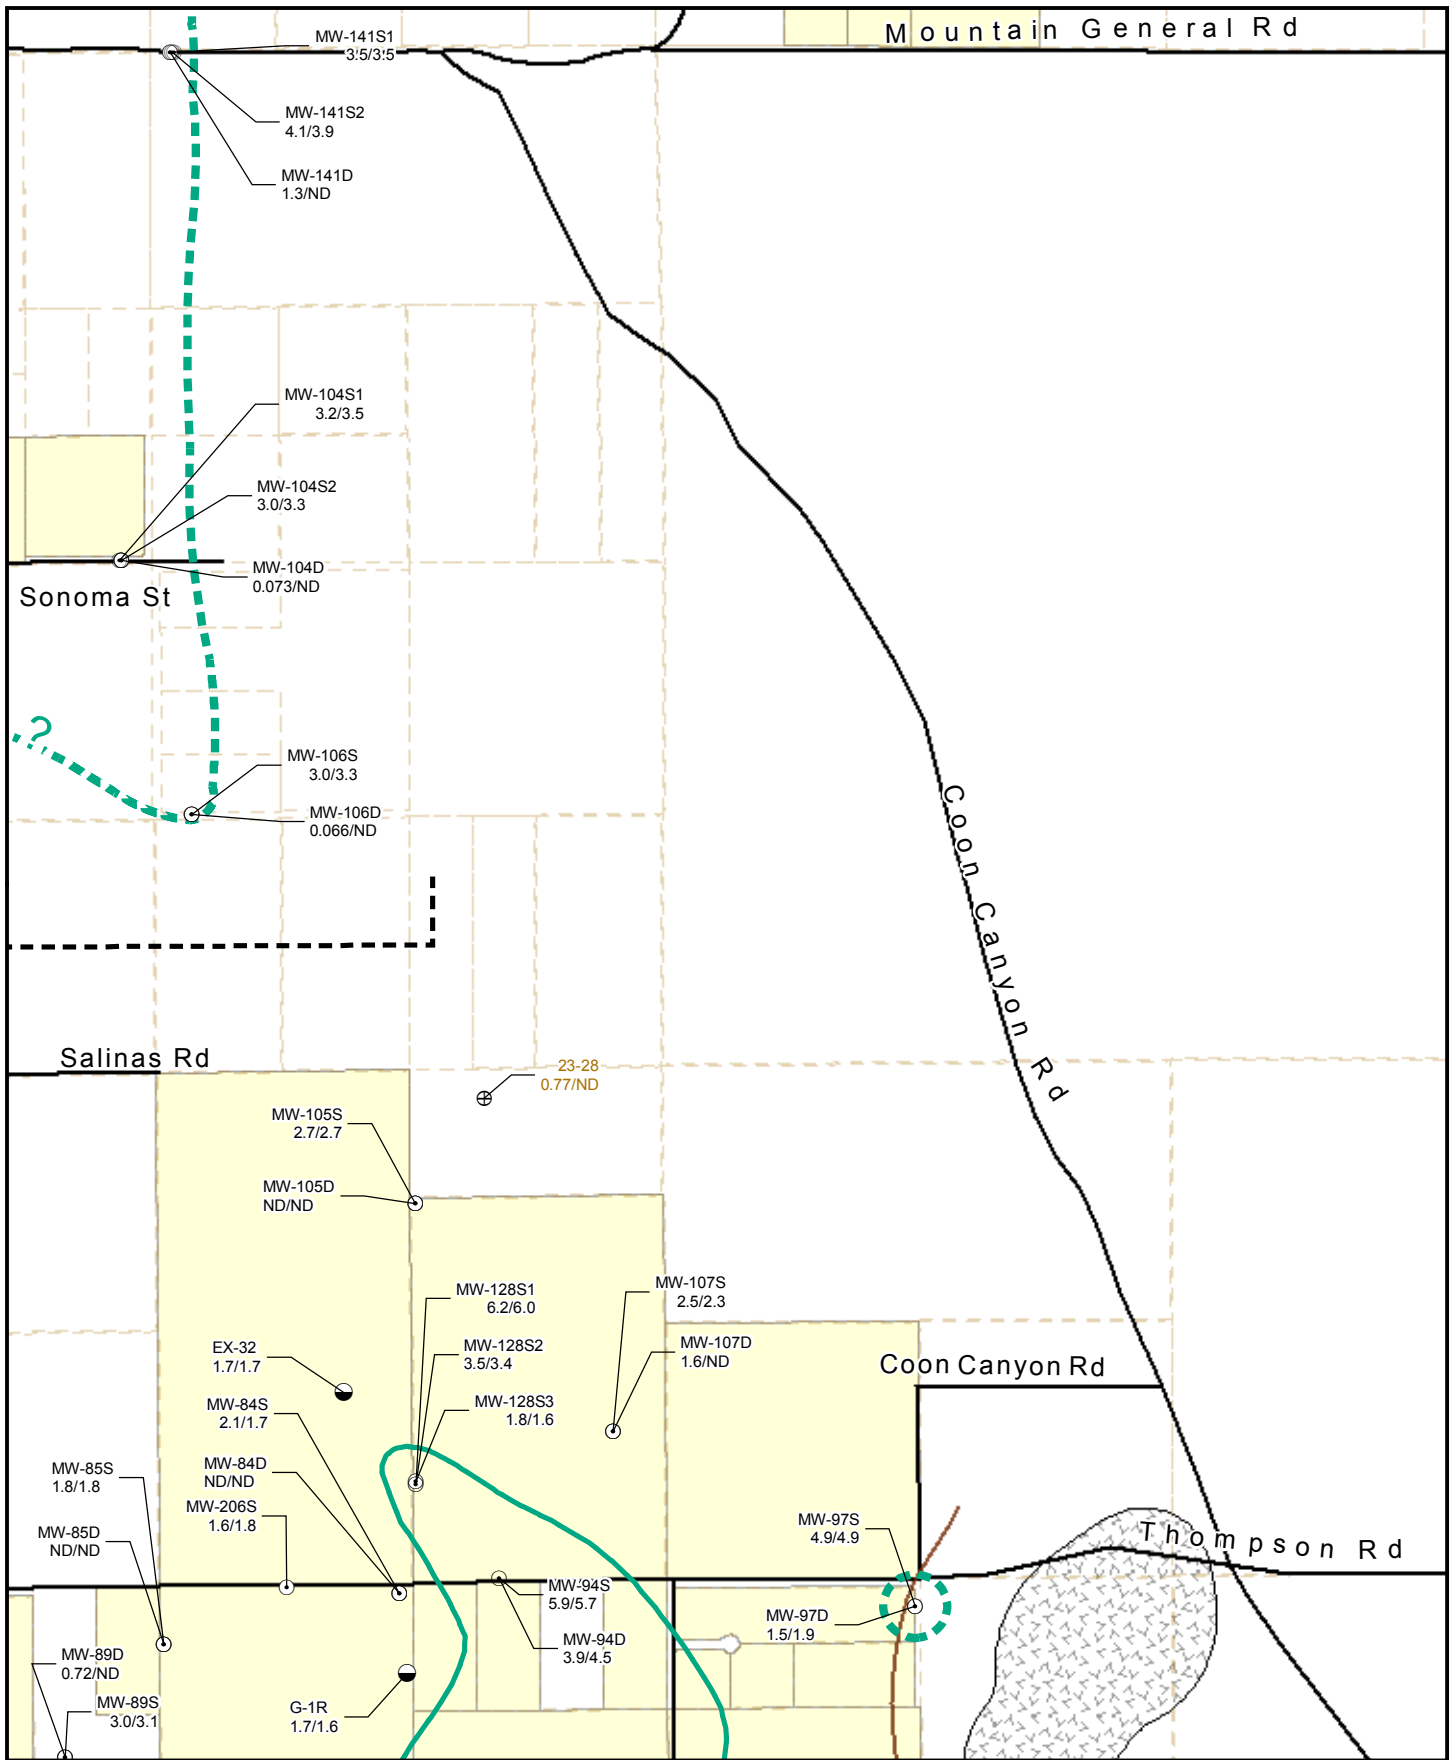 Mountain General Rd
MW-141S1
3.5/3.5
MW-141S2
4.1/3.9
MW-141D
1.3/ND
MW-104S1
3.2/3.5
MW-104S2
3.0/3.3
MW-104D
0.073/ND
Sonoma St
?
MW-106S
3.0/3.3
MW-106D
0.066/ND
Coon Canyon Rd
Salinas Rd
23-28
0.77/ND
MW-105S
2.7/2.7
MW-105D
ND/ND
MW-128S1
6.2/6.0
MW-107S
2.5/2.3
EX-32
1.7/1.7
MW-128S2
3.5/3.4
MW-107D
1.6/ND
Coon Canyon Rd
MW-84S
2.1/1.7
MW-128S3
1.8/1.6
MW-85S
1.8/1.8
MW-84D
ND/ND
MW-206S
1.6/1.8
MW-85D
ND/ND
MW-97S
4.9/4.9
Thompson Rd
MW-94S
5.9/5.7
MW-97D
1.5/1.9
MW-94D
3.9/4.5
MW-89D
0.72/ND
MW-89S
3.0/3.1
G-1R
1.7/1.6